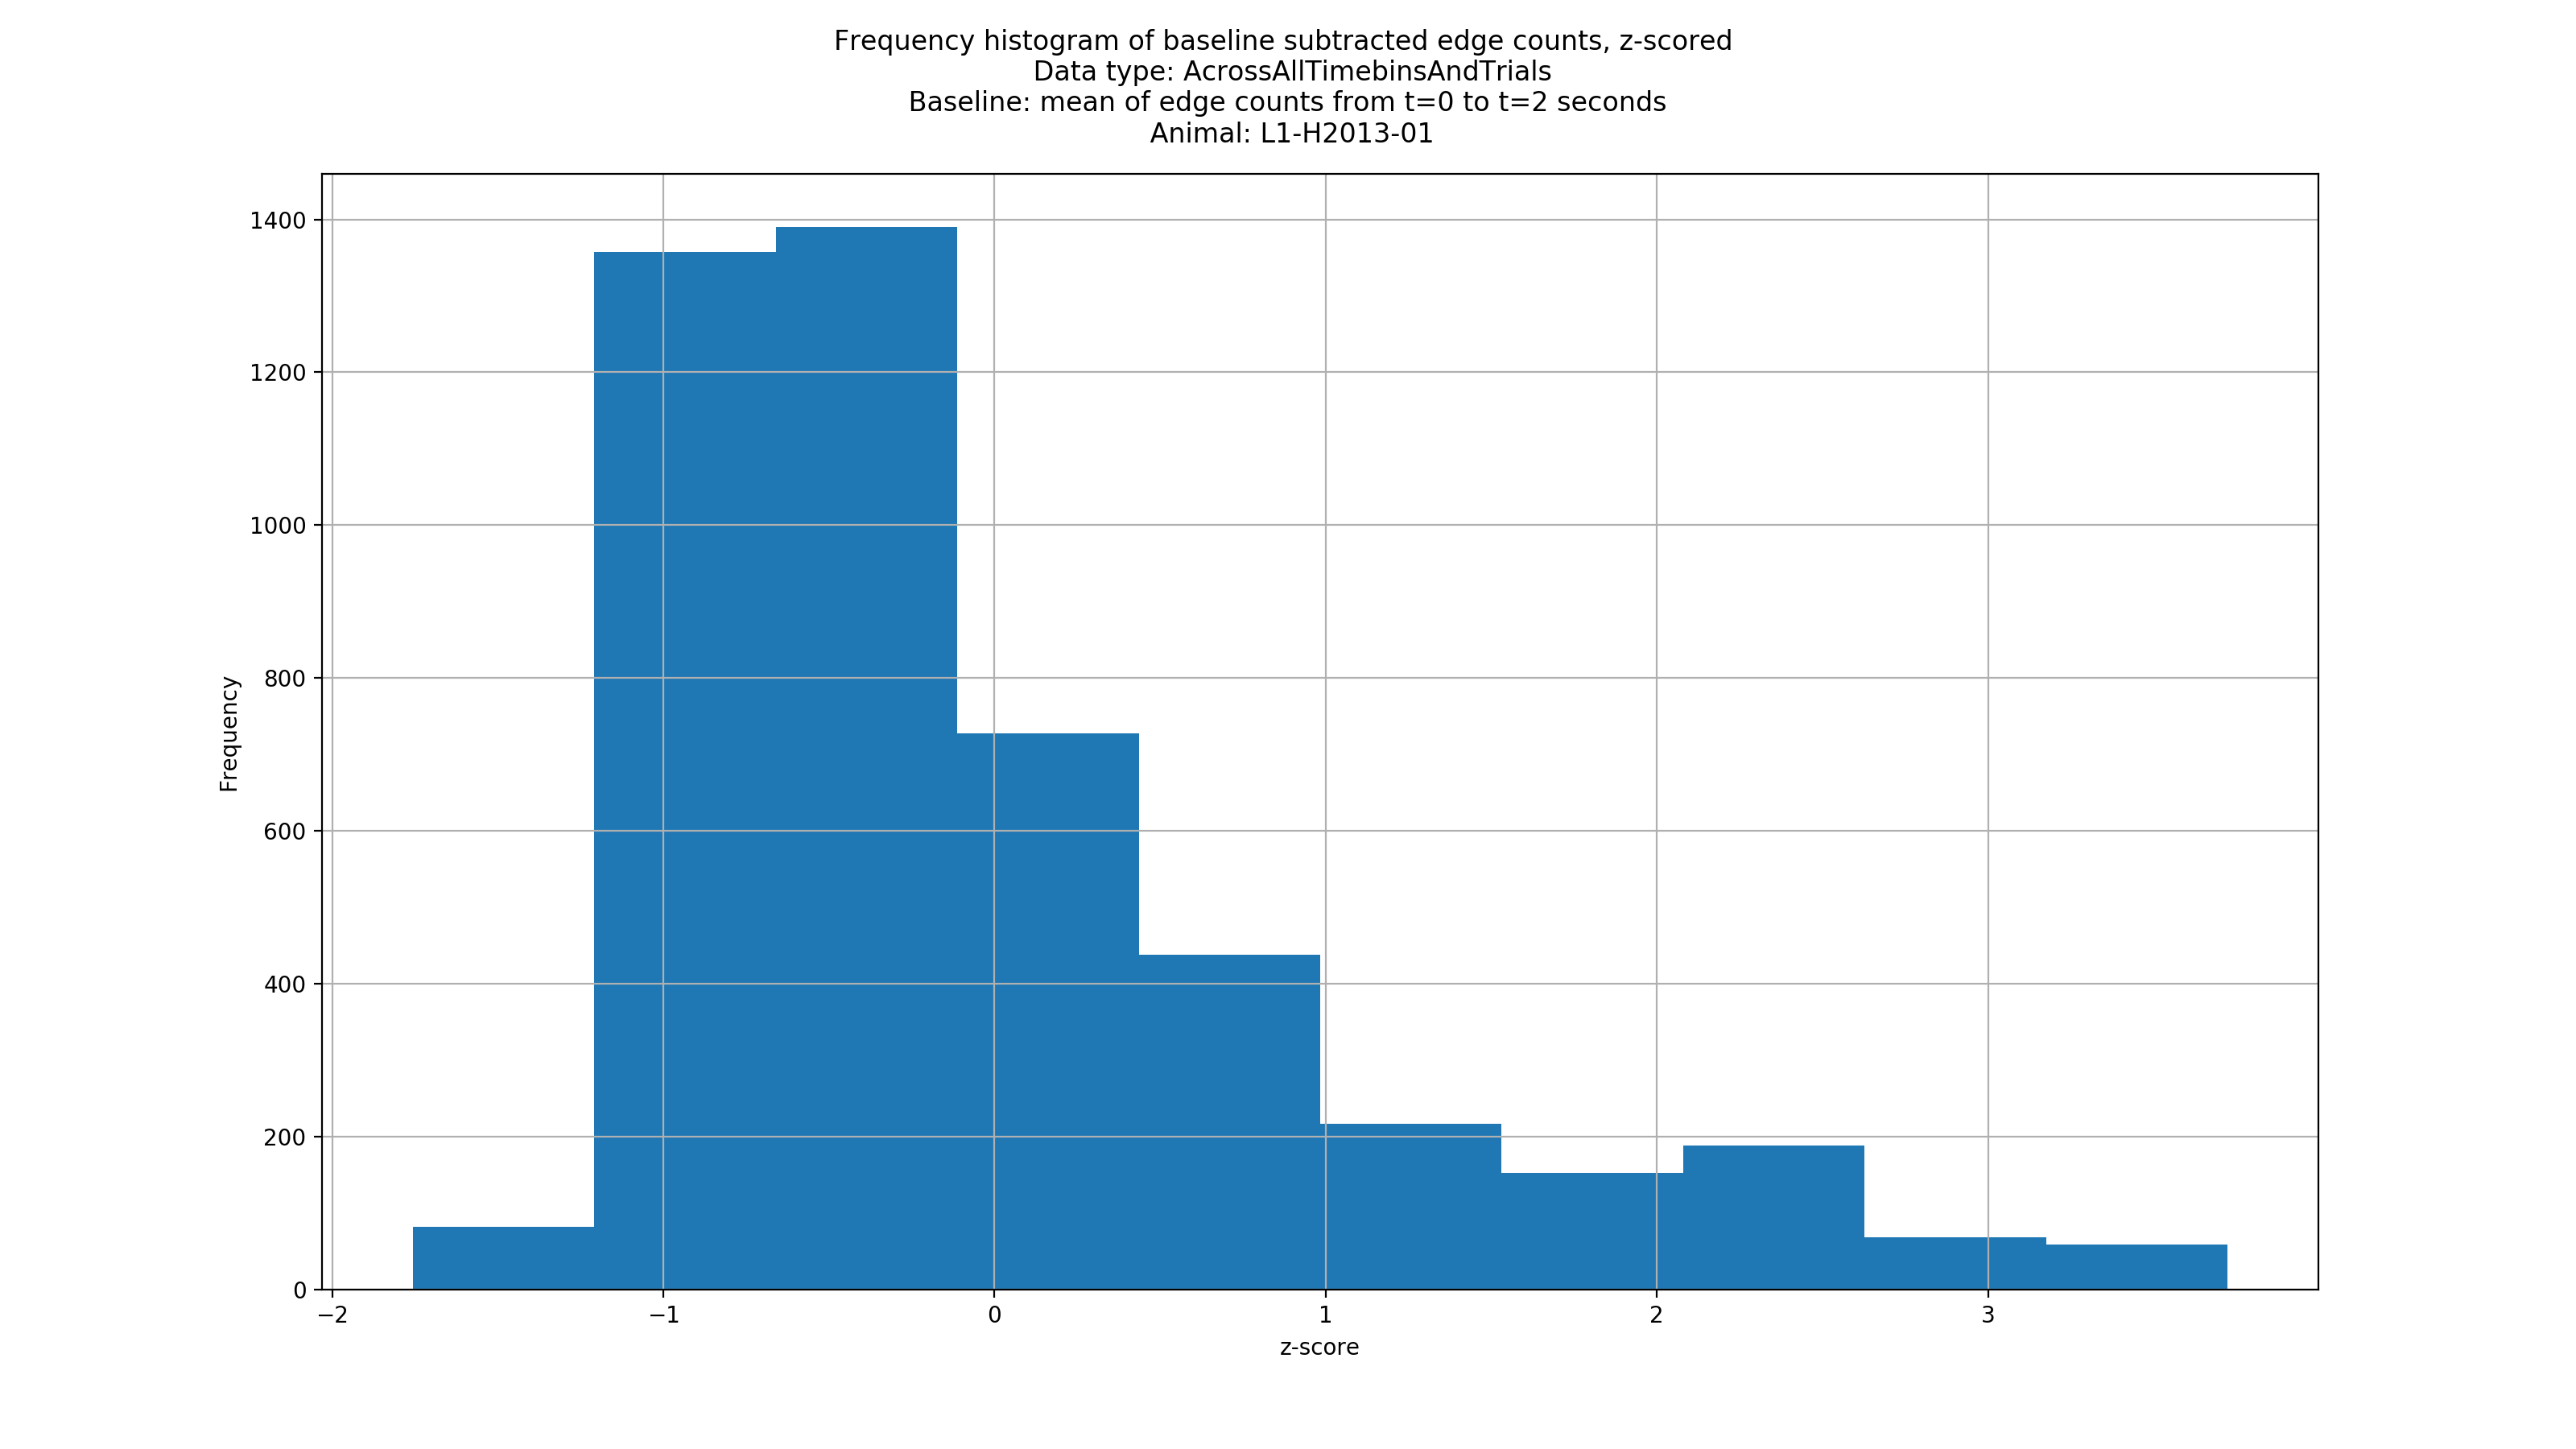 Frequency histogram of baseline subtracted edge counts, z-scored
Data type: AcrossAllTimebinsAndTrials
Baseline: mean of edge counts from t=0 to t=2 seconds
Animal: L1-H2013-01
1400
1200
1000
800
600
400
200
0
Frequency
−2 −1 0 1 2 3
z-score